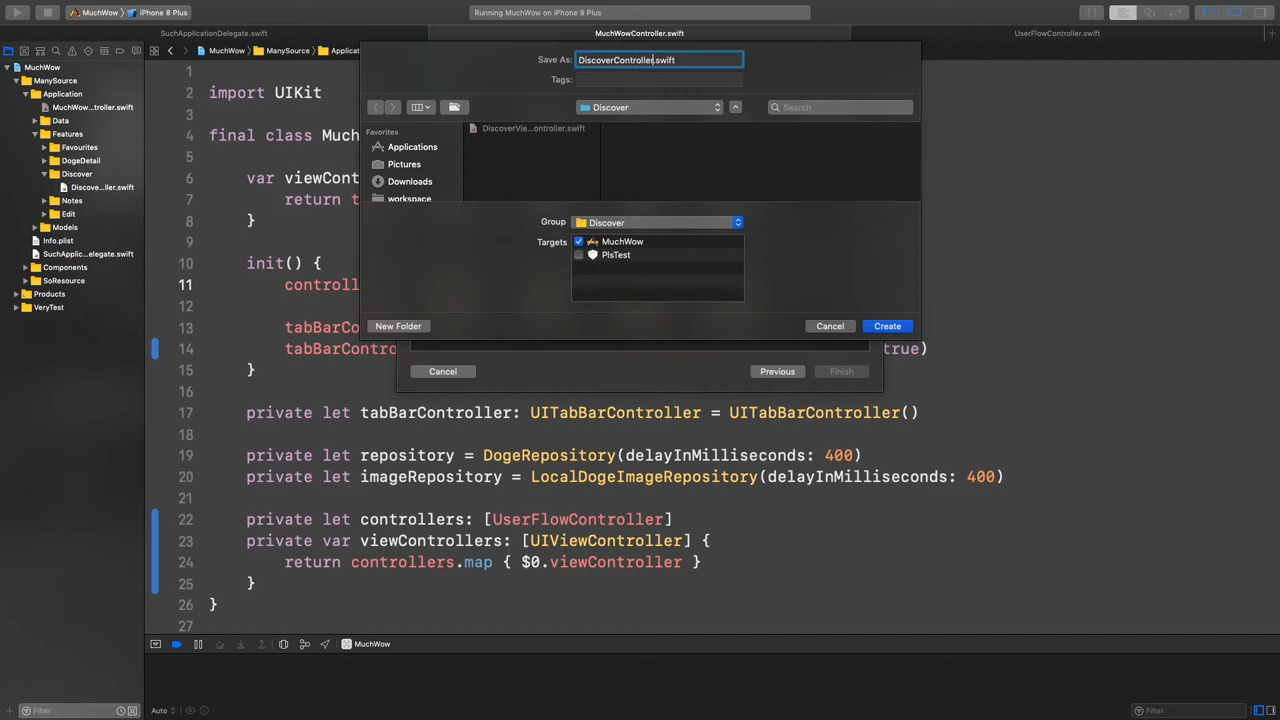 MuchWow
iPhone 8 Plus
Running MuchWow on iPhone 8 Plus
SuchApplicationDelegate.swift
MuchWowController.swift
UserFlowController.swift
MuchWow
ManySource
MuchWow
ManySource
Application
MuchWow...troller.swift
Data
Features
Favourites
DogeDetail
Discover
Discove...ller.swift
Notes
Edit
Models
Info.plist
SuchApplic...elegate.swift
Components
SoResource
Products
VeryTest
Save As:
DiscoverController.swift
Tags:
Discover
Search
Favorites
Applications
Pictures
Downloads
workspace
DiscoverVie...ontroller.swift
Group
Discover
Targets
MuchWow
PlsTest
New Folder
Cancel
Create
Cancel
Previous
Finish
1
2 import UIKit
3
4 final class Much
5
6 var viewCont
7 return t
8 }
9
10 init() {
11 controll
12
13 tabBarCo
14 tabBarContro
true)
15 }
16
17 private let tabBarController: UITabBarController = UITabBarController()
18
19 private let repository = DogeRepository(delayInMilliseconds: 400)
20 private let imageRepository = LocalDogeImageRepository(delayInMilliseconds: 400)
21
22 private let controllers: [UserFlowController]
23 private var viewControllers: [UIViewController] {
24 return controllers.map { $0.viewController }
25 }
26 }
27
MuchWow
Filter
Auto
Filter